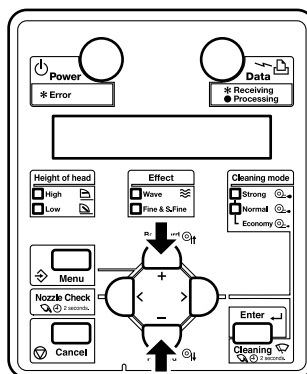 Power
Data
* Error
* Receiving
● Processing
Height of head
Effect
Cleaning mode
High
Wave
Strong
Low
Fine & S.Fine
Normal
Economy
Menu
+
< >
−
Nozzle Check
2 seconds.
Enter
Cancel
Cleaning
2 seconds.